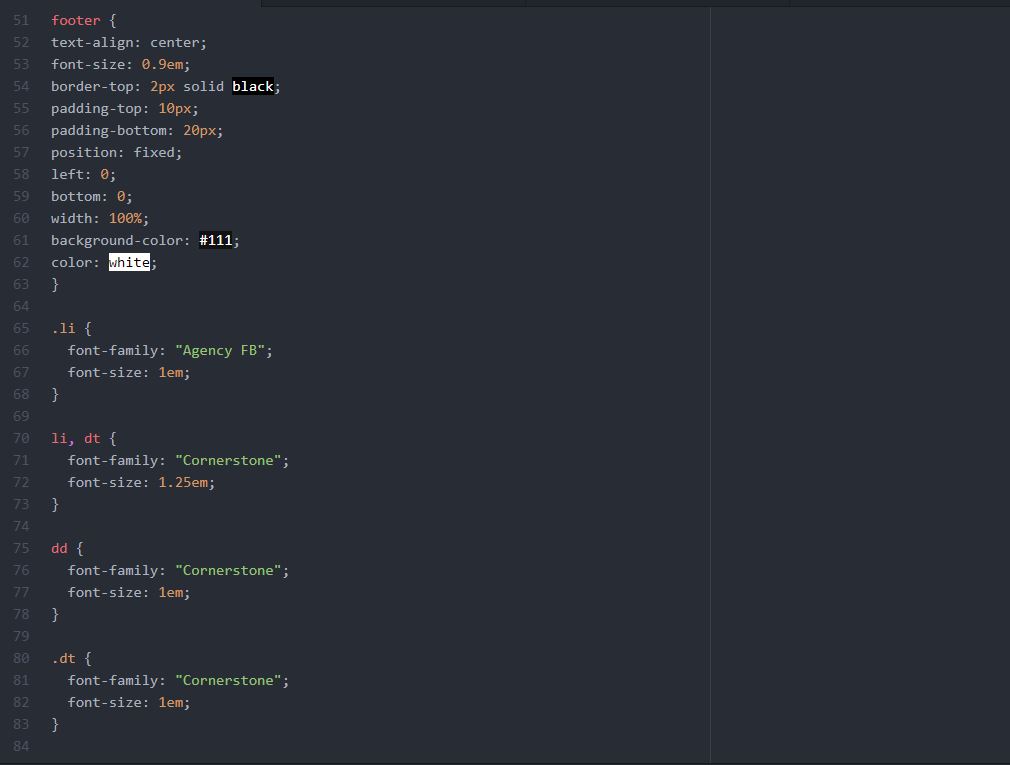 51 footer {
52 text-align: center;
53 font-size: 0.9em;
54 border-top: 2px solid black;
55 padding-top: 10px;
56 padding-bottom: 20px;
57 position: fixed;
58 left: 0;
59 bottom: 0;
60 width: 100%;
61 background-color: #111;
62 color: white;
63 }
64
65 .li {
66   font-family: "Agency FB";
67   font-size: 1em;
68 }
69
70 li, dt {
71   font-family: "Cornerstone";
72   font-size: 1.25em;
73 }
74
75 dd {
76   font-family: "Cornerstone";
77   font-size: 1em;
78 }
79
80 .dt {
81   font-family: "Cornerstone";
82   font-size: 1em;
83 }
84